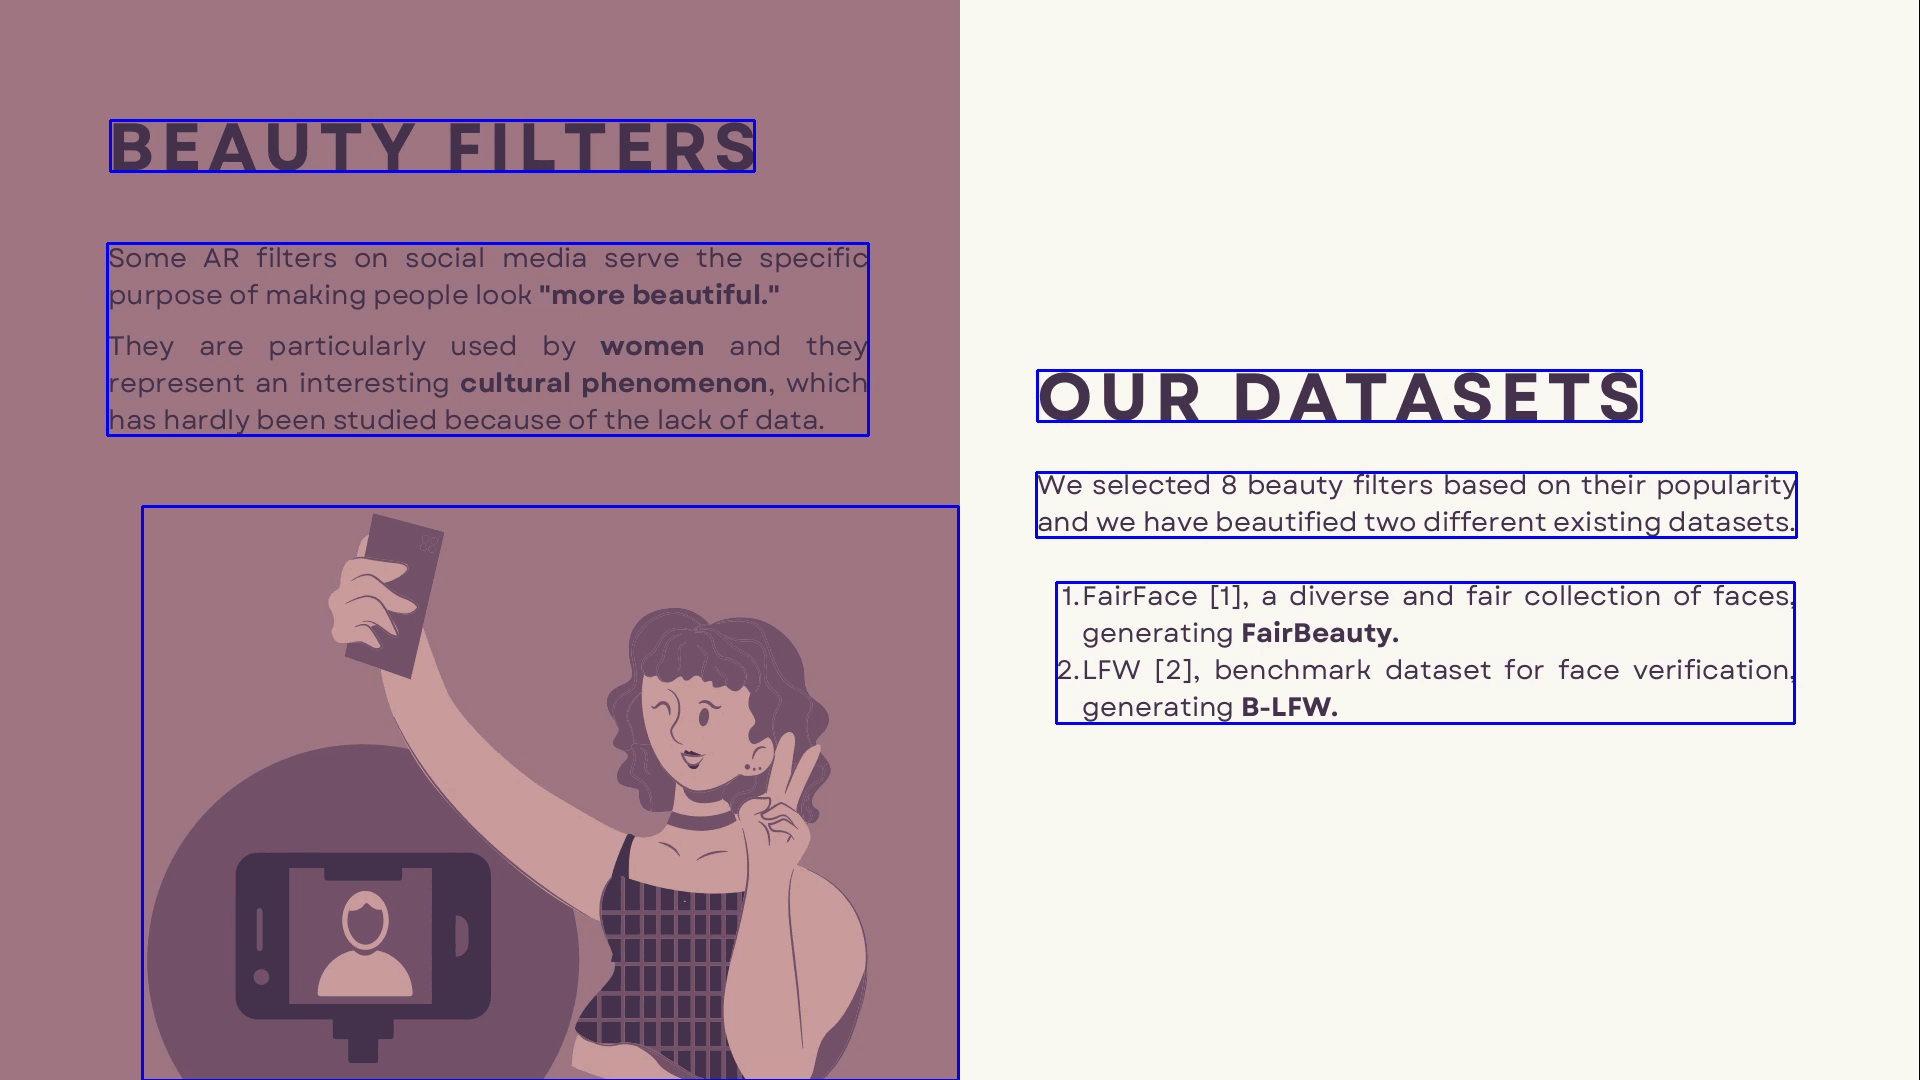 BEAUTY FILTERS
Some AR filters on social media serve the specific
purpose of making people look "more beautiful."
They are particularly used by women and they
represent an interesting cultural phenomenon, which
has hardly been studied because of the lack of data.
OUR DATASETS
We selected 8 beauty filters based on their popularity
and we have beautified two different existing datasets.
1. FairFace [1], a diverse and fair collection of faces,
generating FairBeauty.
2. LFW [2], benchmark dataset for face verification,
generating B-LFW.